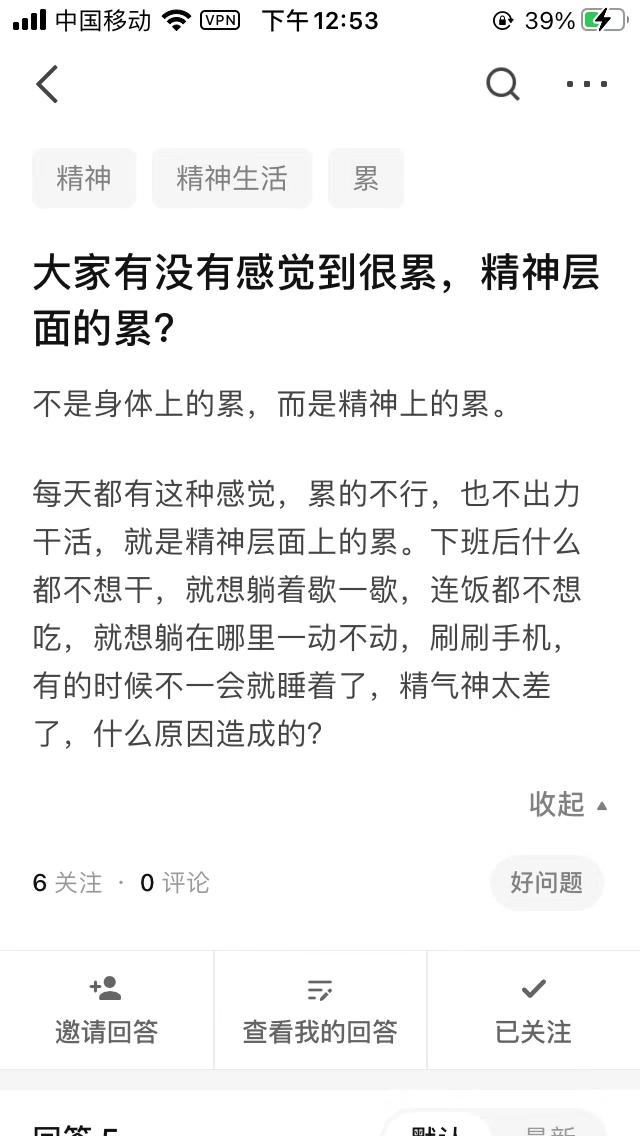 中国移动 VPN 下午12:53 39%
精神 精神生活 累
大家有没有感觉到很累，精神层
面的累？
不是身体上的累，而是精神上的累。
每天都有这种感觉，累的不行，也不出力
干活，就是精神层面上的累。下班后什么
都不想干，就想躺着歇一歇，连饭都不想
吃，就想躺在哪里一动不动，刷刷手机，
有的时候不一会就睡着了，精气神太差
了，什么原因造成的？
收起
6 关注 · 0 评论 好问题
邀请回答 查看我的回答 已关注
回答 5 默认 最新